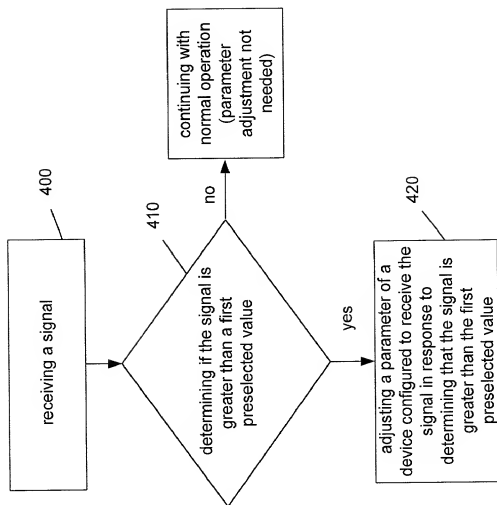 400
receiving a signal
410
determining if the signal is
greater than a first
preselected value
no
continuing with
normal operation
(parameter
adjustment not
needed)
yes
420
adjusting a parameter of a
device configured to receive the
signal in response to
determining that the signal is
greater than the first
preselected value